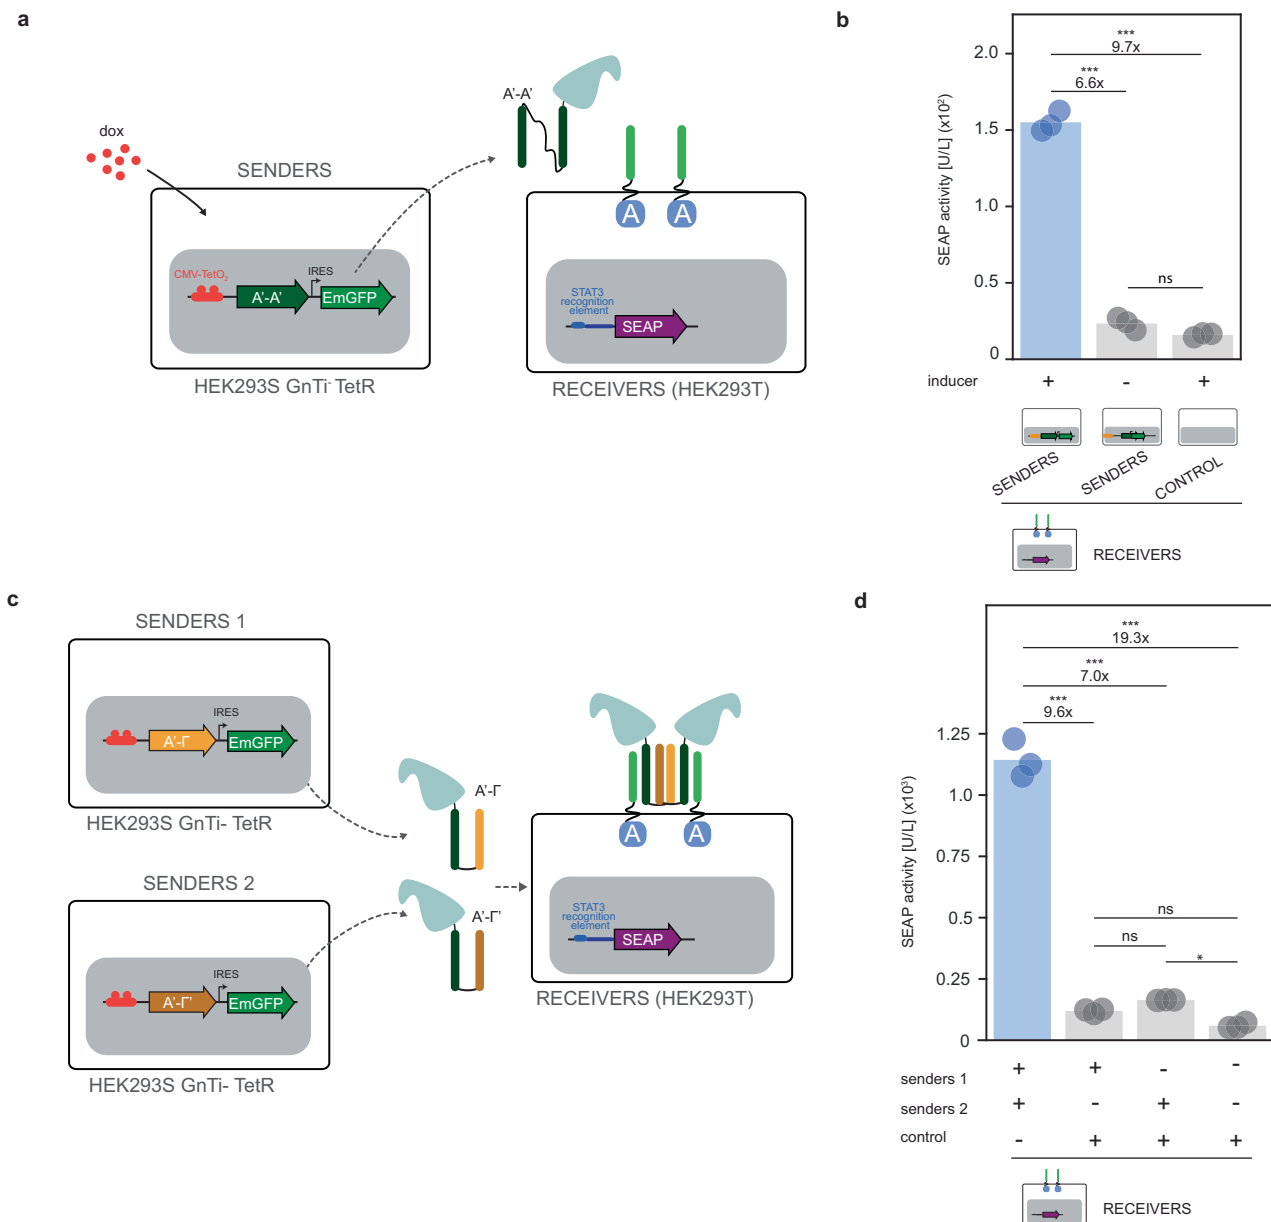 a
dox
SENDERS
CMV-TetO2
A'-A'
IRES
EmGFP
HEK293S GnTi- TetR
A'-A'
A
A
STAT3
recognition
element
SEAP
RECEIVERS (HEK293T)
b
SEAP activity [U/L] (x10²)
2.0
1.5
1.0
0.5
0
***
9.7x
***
6.6x
ns
inducer
+ - +
SENDERS
SENDERS
CONTROL
RECEIVERS
c
SENDERS 1
A'-Γ
IRES
EmGFP
HEK293S GnTi- TetR
SENDERS 2
A'-Γ'
IRES
EmGFP
HEK293S GnTi- TetR
A'-Γ
A'-Γ'
A
A
STAT3
recognition
element
SEAP
RECEIVERS (HEK293T)
d
SEAP activity [U/L] (x10³)
1.25
1.0
0.75
0.5
0.25
0
***
19.3x
***
7.0x
***
9.6x
ns
ns
*
senders 1 + + - -
senders 2 + - + -
control - + + +
RECEIVERS